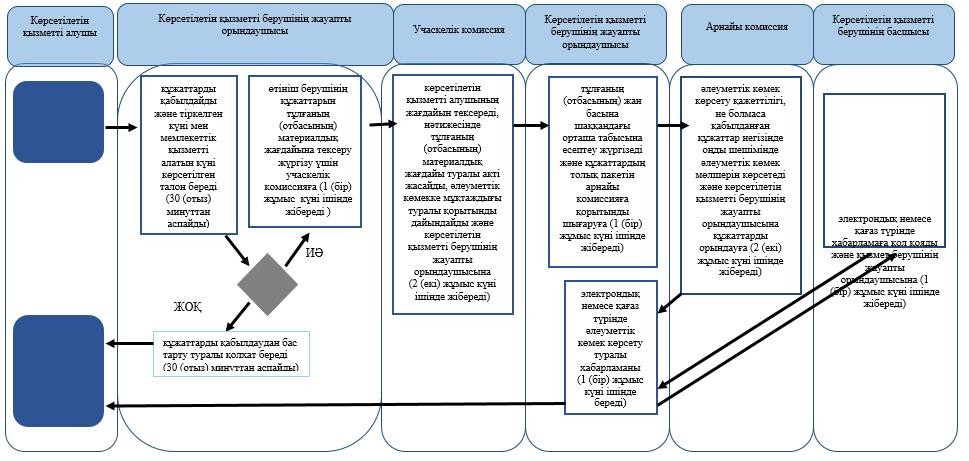 Көрсетілетін
қызметті алушы
Көрсетілетін қызметті берушінің жауапты
орындаушысы
Учаскелік комиссия
Көрсетілетін қызметті
берушінің жауапты
орындаушысы
Арнайы комиссия
Көрсетілетін қызметті
берушінің басшысы
құжаттарды
қабылдайды
және тіркелген
күні мен
мемлекеттік
қызметті
алатын күні
көрсетілген
талон береді
(30 (отыз)
минуттан
аспайды)
өтініш берушінің
құжаттарын
тұлғаның
(отбасының)
материалдық
жағдайына тексеру
жүргізу үшін
учаскелік
комиссияға (1 (бір)
жұмыс күні ішінде
жібереді )
ИӘ
ЖОҚ
құжаттарды қабылдаудан бас
тарту туралы қолхат береді
(30 (отыз) минуттан аспайды)
көрсетілетін
қызметті алушының
жағдайын тексереді,
нәтижесінде
тұлғаның
(отбасының)
материалдық
жағдайы туралы акті
жасайды, әлеуметтік
көмекке мұқтаждығы
туралы қорытынды
дайындайды және
көрсетілетін
қызметті берушінің
жауапты
орындаушысына
(2 (екі) жұмыс күні
ішінде жібереді)
тұлғаның
(отбасының) жан
басына
шаққандағы
орташа табысына
есептеу жүргізеді
және құжаттардың
толық пакетін
арнайы
комиссияға
қорытынды
шығаруға (1 (бір)
жұмыс күні ішінде
жібереді)
электрондық
немесе қағаз
түрінде
әлеуметтік
көмек көрсету
туралы
хабарламаны
(1 (бір) жұмыс
күні ішінде
береді)
әлеуметтік көмек
көрсету қажеттілігі,
не болмаса
қабылданған
құжаттар негізінде
оңды шешімінде
әлеуметтік көмек
мөлшерін көрсетеді
және көрсетілетін
қызметті берушінің
жауапты
орындаушысына
құжаттарды
орындауға (2 (екі)
жұмыс күні ішінде
жібереді)
электрондық немесе
қағаз түрінде
хабарламаға қол қояды
және қызмет берушінің
жауапты
орындаушысына (1
(бір) жұмыс күні ішінде
жібереді)